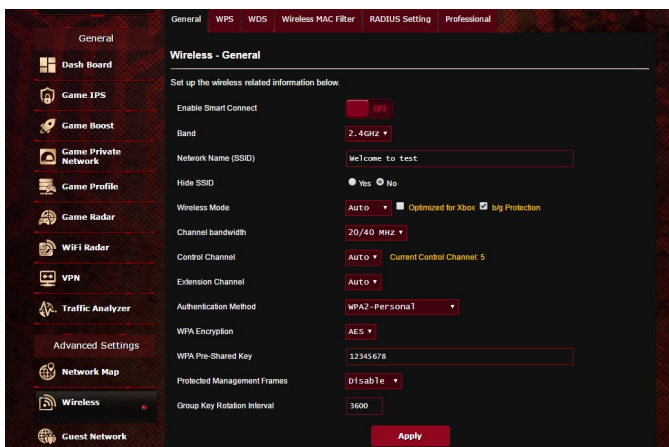 General WPS WDS Wireless MAC Filter RADIUS Setting Professional
General
Dash Board
Game IPS
Game Boost
Game Private
Network
Game Profile
Game Radar
WiFi Radar
VPN
Traffic Analyzer
Advanced Settings
Network Map
Wireless
Guest Network
Wireless - General
Set up the wireless related information below.
Enable Smart Connect OFF
Band 2.4GHz
Network Name (SSID) Welcome to test
Hide SSID Yes No
Wireless Mode Auto Optimized for Xbox b/g Protection
Channel bandwidth 20/40 MHz
Control Channel Auto Current Control Channel: 5
Extension Channel Auto
Authentication Method WPA2-Personal
WPA Encryption AES
WPA Pre-Shared Key 12345678
Protected Management Frames Disable
Group Key Rotation Interval 3600
Apply